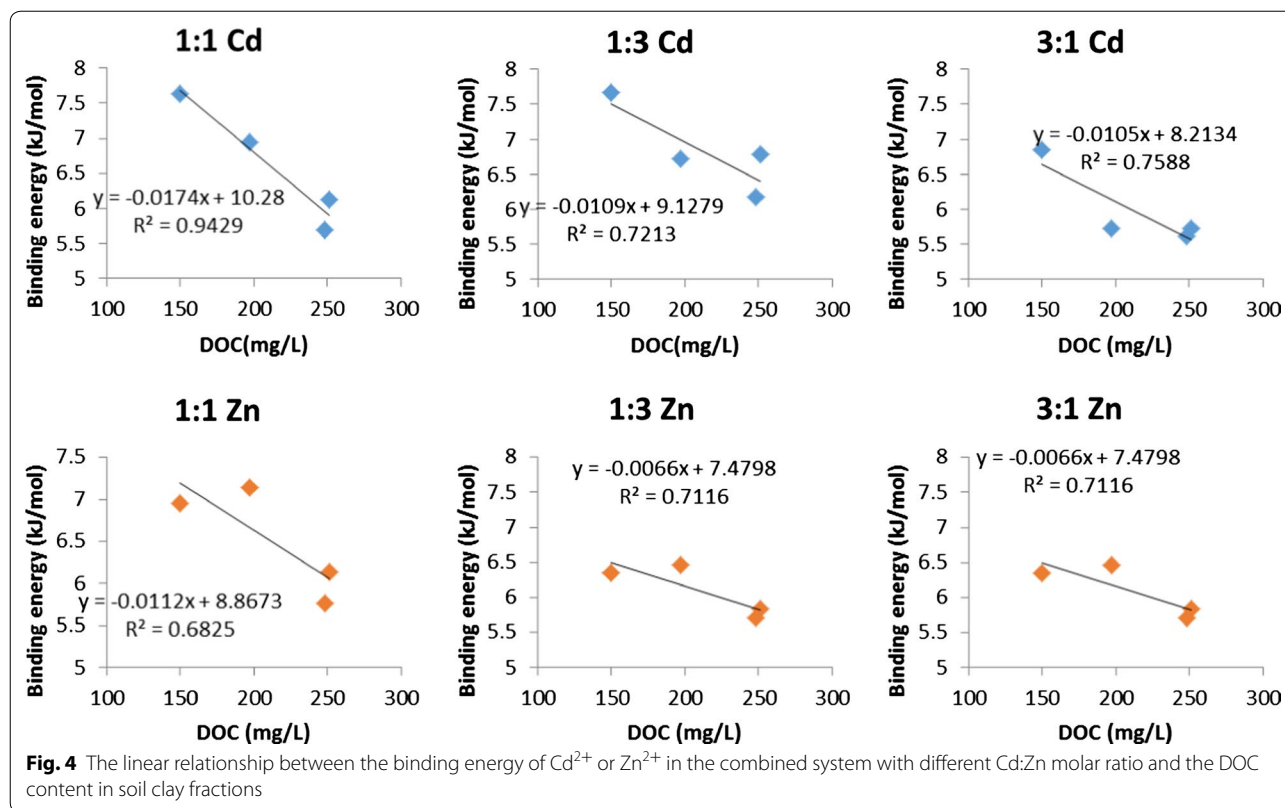 1:1 Cd
Binding energy (kJ/mol)
8
7.5
7
6.5
6
5.5
5
y = -0.0174x + 10.28
R² = 0.9429
100 150 200 250 300
DOC(mg/L)
1:3 Cd
Binding energy (kJ/mol)
8
7.5
7
6.5
6
5.5
5
y = -0.0109x + 9.1279
R² = 0.7213
100 150 200 250 300
DOC(mg/L)
3:1 Cd
Binding energy (kJ/mol)
8
7.5
7
6.5
6
5.5
5
y = -0.0105x + 8.2134
R² = 0.7588
100 150 200 250 300
DOC (mg/L)
1:1 Zn
Binding energy (kJ/mol)
7.5
7
6.5
6
5.5
5
y = -0.0112x + 8.8673
R² = 0.6825
100 150 200 250 300
DOC (mg/L)
1:3 Zn
Binding energy (kJ/mol)
8
7.5
7
6.5
6
5.5
5
y = -0.0066x + 7.4798
R² = 0.7116
100 150 200 250 300
DOC (mg/L)
3:1 Zn
Binding energy (kJ/mol)
8
7.5
7
6.5
6
5.5
5
y = -0.0066x + 7.4798
R² = 0.7116
100 150 200 250 300
DOC (mg/L)
Fig. 4 The linear relationship between the binding energy of Cd²⁺ or Zn²⁺ in the combined system with different Cd:Zn molar ratio and the DOC
content in soil clay fractions